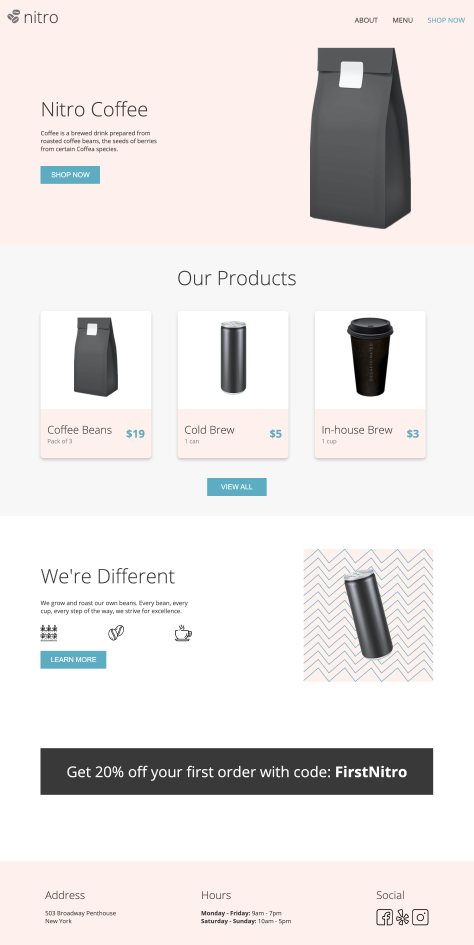 nitro
ABOUT MENU SHOP NOW
Nitro Coffee
Coffee is a brewed drink prepared from
roasted coffee beans, the seeds of berries
from certain Coffea species.
SHOP NOW
Our Products
Coffee Beans
Pack of 3
$19
Cold Brew
1 can
$5
In-house Brew
1 cup
$3
VIEW ALL
We're Different
We grow and roast our own beans. Every bean, every
cup, every step of the way, we strive for excellence.
LEARN MORE
Get 20% off your first order with code: FirstNitro
Address
503 Broadway Penthouse
New York
Hours
Monday - Friday: 9am - 7pm
Saturday - Sunday: 10am - 5pm
Social